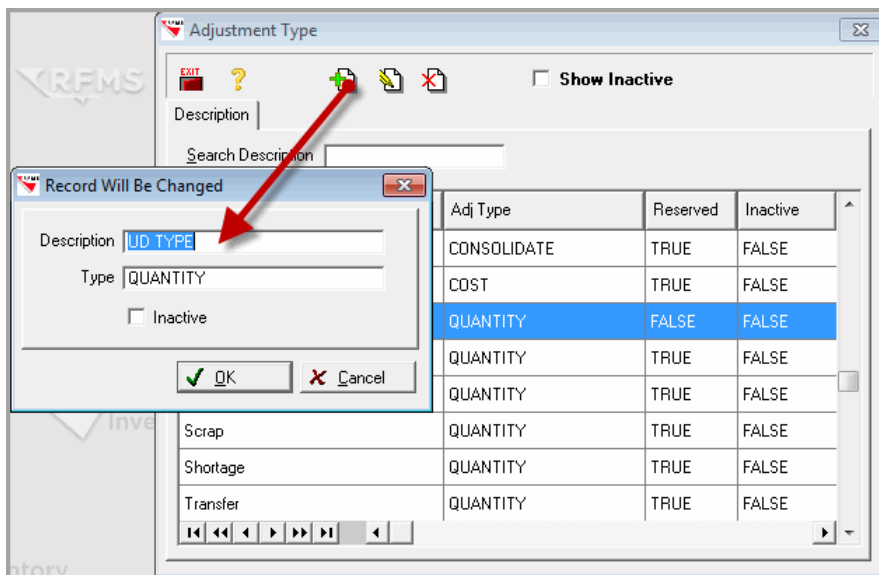 Adjustment Type
RFMS
EXIT
Show Inactive
Description
Search Description
Record Will Be Changed
Description UD TYPE
Type QUANTITY
Inactive
OK
Cancel
Adj Type Reserved Inactive
CONSOLIDATE TRUE FALSE
COST TRUE FALSE
QUANTITY FALSE FALSE
QUANTITY TRUE FALSE
QUANTITY TRUE FALSE
Scrap QUANTITY TRUE FALSE
Shortage QUANTITY TRUE FALSE
Transfer QUANTITY TRUE FALSE
Inve
ntory